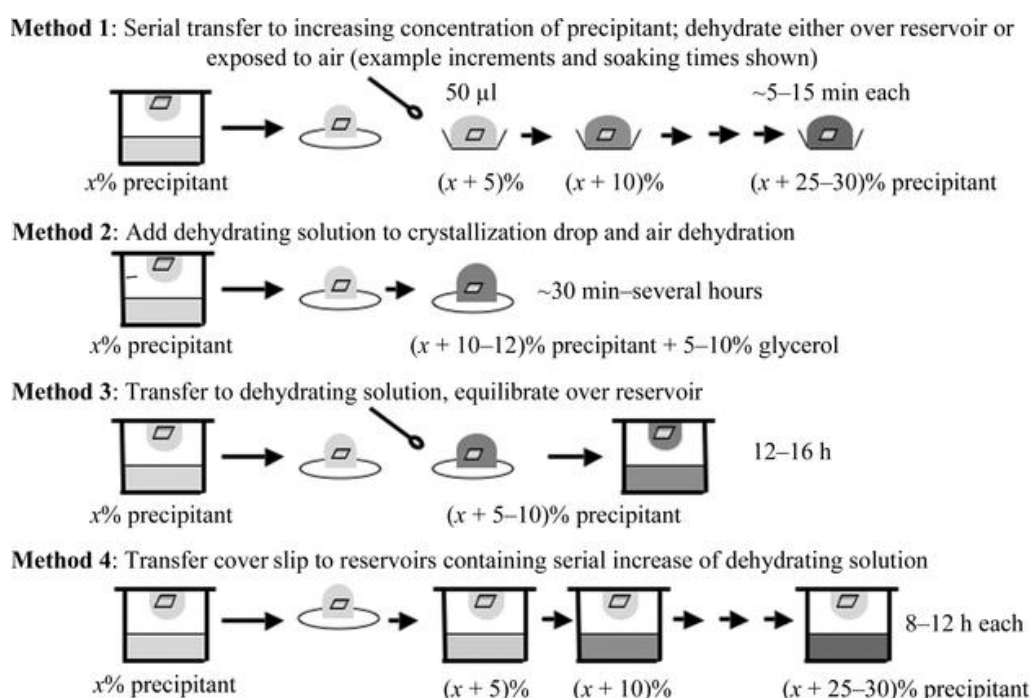 Method 1: Serial transfer to increasing concentration of precipitant; dehydrate either over reservoir or
exposed to air (example increments and soaking times shown)
50 µl
~5–15 min each
x% precipitant
(x + 5)%
(x + 10)%
(x + 25–30)% precipitant
Method 2: Add dehydrating solution to crystallization drop and air dehydration
~30 min–several hours
x% precipitant
(x + 10–12)% precipitant + 5–10% glycerol
Method 3: Transfer to dehydrating solution, equilibrate over reservoir
12–16 h
x% precipitant
(x + 5–10)% precipitant
Method 4: Transfer cover slip to reservoirs containing serial increase of dehydrating solution
8–12 h each
x% precipitant
(x + 5)%
(x + 10)%
(x + 25–30)% precipitant